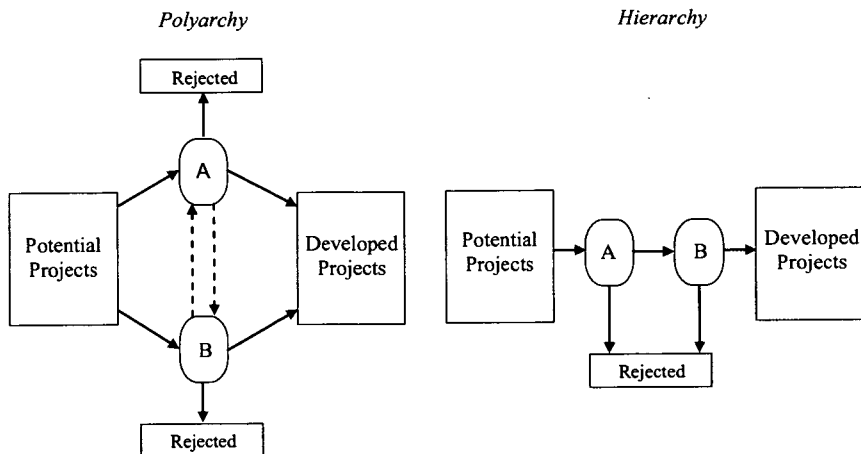 Polyarchy
Rejected
A
Potential
Projects
Developed
Projects
B
Rejected
Hierarchy
Potential
Projects
A
B
Developed
Projects
Rejected